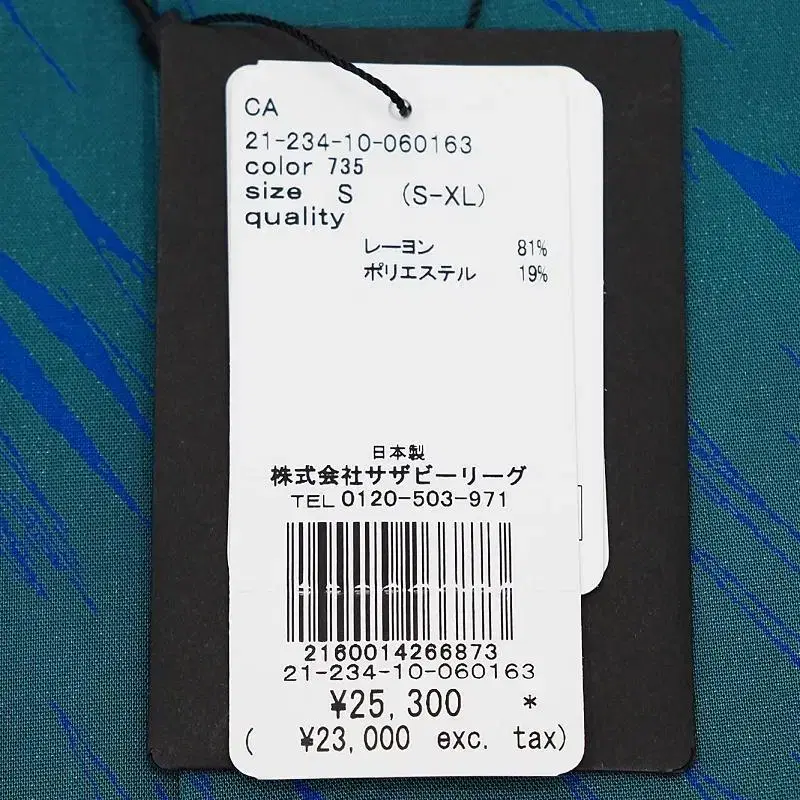 CA
21-234-10-060163
color 735
size S (S-XL)
quality
レーヨン 81%
ポリエステル 19%
日本製
株式会社サザビーリーグ
TEL 0120-503-971
2160014266873
21-234-10-060163
¥25,300 *
( ¥23,000 exc. tax)